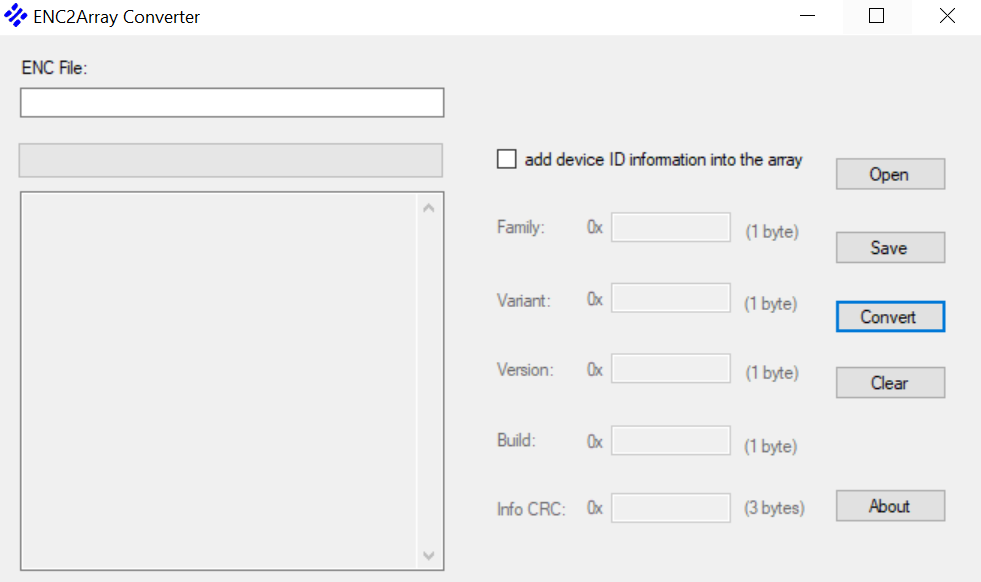 ENC2Array Converter
ENC File:
add device ID information into the array
Open
Family: 0x (1 byte)
Save
Variant: 0x (1 byte)
Convert
Version: 0x (1 byte)
Clear
Build: 0x (1 byte)
Info CRC: 0x (3 bytes)
About